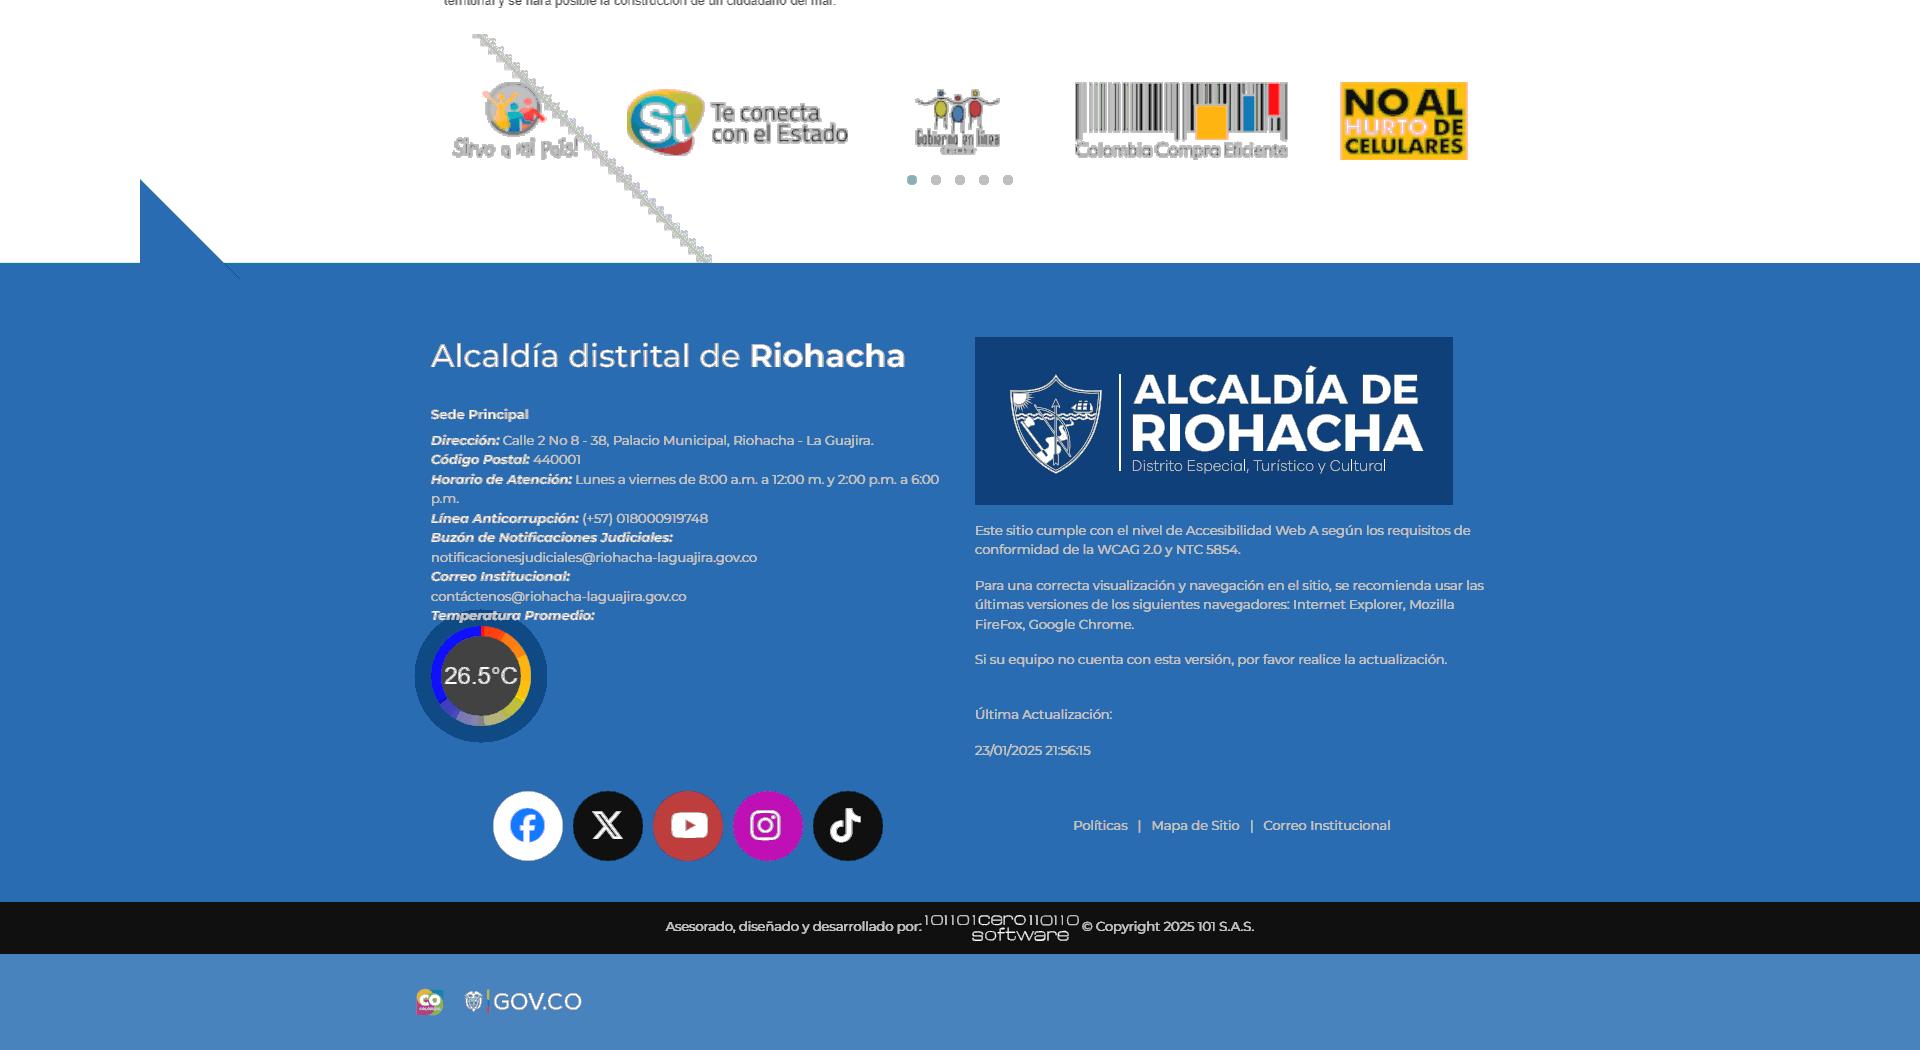 territorial y se hará posible la construcción de un ciudadano del mar.
Sirvo a mi país!
Sí Te conecta
con el Estado
Gobierno en línea
Colombia Compra Eficiente
NO AL
HURTO DE
CELULARES
Alcaldía distrital de Riohacha
Sede Principal
Dirección: Calle 2 No 8 - 38, Palacio Municipal, Riohacha - La Guajira.
Código Postal: 440001
Horario de Atención: Lunes a viernes de 8:00 a.m. a 12:00 m. y 2:00 p.m. a 6:00
p.m.
Línea Anticorrupción: (+57) 018000919748
Buzón de Notificaciones Judiciales:
notificacionesjudiciales@riohacha-laguajira.gov.co
Correo Institucional:
contáctenos@riohacha-laguajira.gov.co
Temperatura Promedio:
26.5°C
ALCALDÍA DE
RIOHACHA
Distrito Especial, Turístico y Cultural
Este sitio cumple con el nivel de Accesibilidad Web A según los requisitos de
conformidad de la WCAG 2.0 y NTC 5854.
Para una correcta visualización y navegación en el sitio, se recomienda usar las
últimas versiones de los siguientes navegadores: Internet Explorer, Mozilla
FireFox, Google Chrome.
Si su equipo no cuenta con esta versión, por favor realice la actualización.
Última Actualización:
23/01/2025 21:56:15
Políticas | Mapa de Sitio | Correo Institucional
Asesorado, diseñado y desarrollado por: 101101cero110110 software © Copyright 2025 101 S.A.S.
CO
GOV.CO